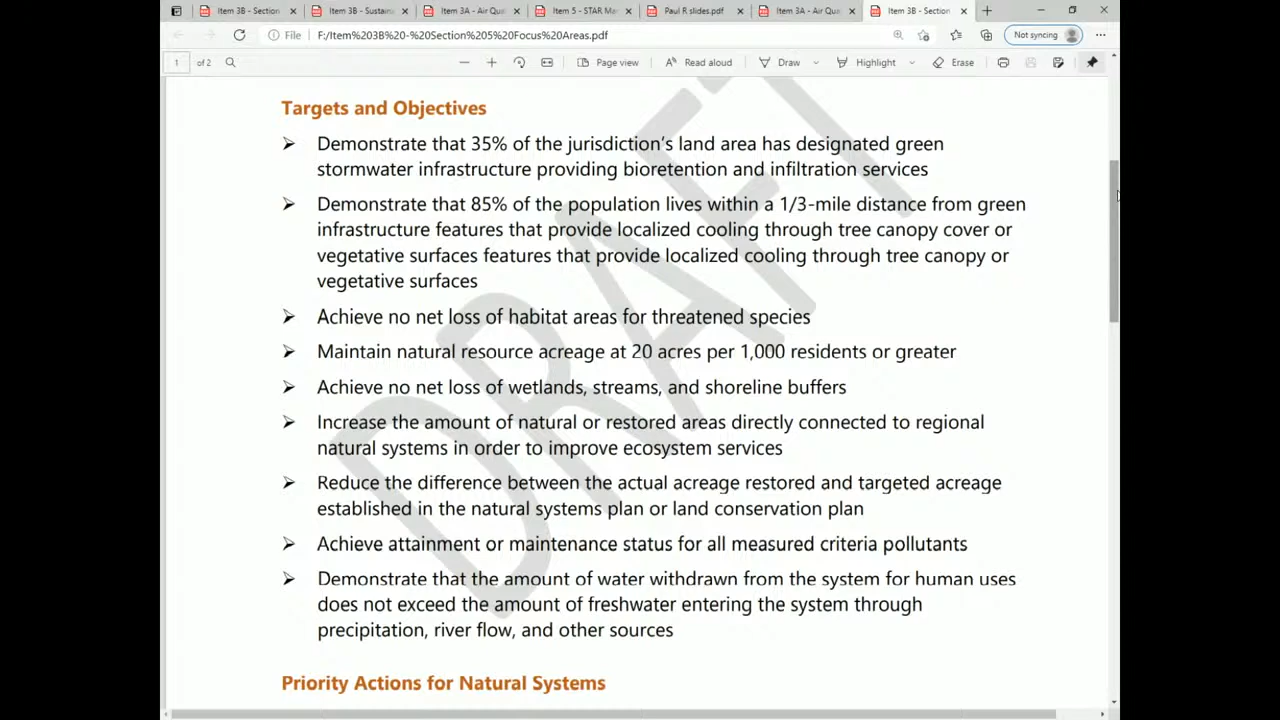 Item 3B - Section
Item 3B - Sustain
Item 3A - Air Qua
Item 5 - STAR Me
Paul R slides.pdf
Item 3A - Air Qua
Item 3B - Section
File F:/Item%203B%20-%20Section%205%20Focus%20Areas.pdf Not syncing
1 of 2 Page view Read aloud Draw Highlight Erase
DRAFT
Targets and Objectives
Demonstrate that 35% of the jurisdiction's land area has designated green
stormwater infrastructure providing bioretention and infiltration services
Demonstrate that 85% of the population lives within a 1/3-mile distance from green
infrastructure features that provide localized cooling through tree canopy cover or
vegetative surfaces features that provide localized cooling through tree canopy or
vegetative surfaces
Achieve no net loss of habitat areas for threatened species
Maintain natural resource acreage at 20 acres per 1,000 residents or greater
Achieve no net loss of wetlands, streams, and shoreline buffers
Increase the amount of natural or restored areas directly connected to regional
natural systems in order to improve ecosystem services
Reduce the difference between the actual acreage restored and targeted acreage
established in the natural systems plan or land conservation plan
Achieve attainment or maintenance status for all measured criteria pollutants
Demonstrate that the amount of water withdrawn from the system for human uses
does not exceed the amount of freshwater entering the system through
precipitation, river flow, and other sources
Priority Actions for Natural Systems